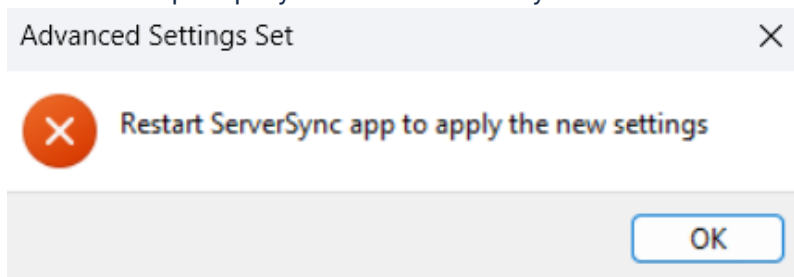 Advanced Settings Set
Restart ServerSync app to apply the new settings
OK